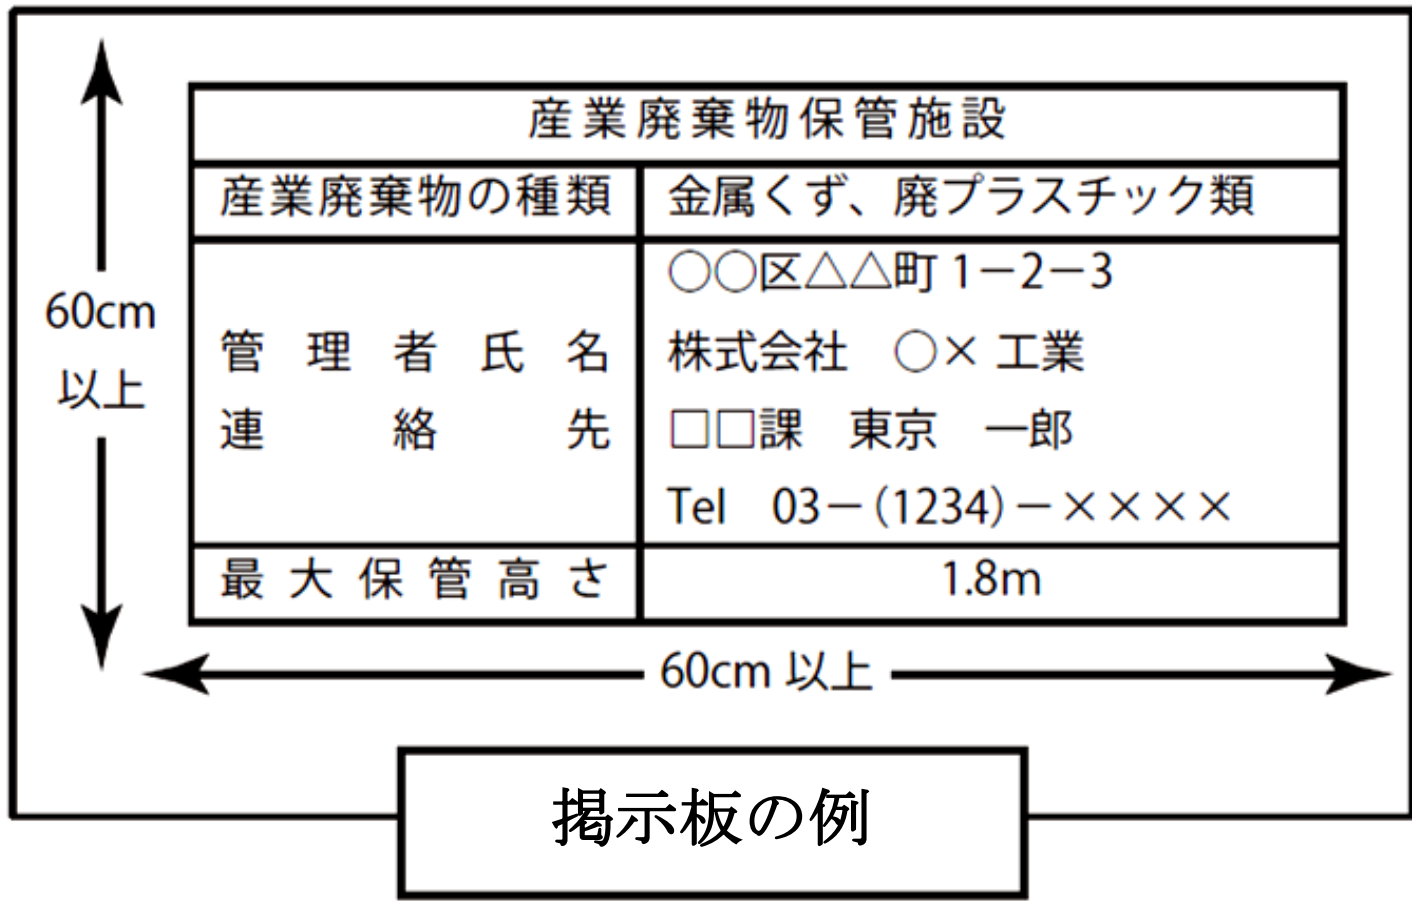 産業廃棄物保管施設
産業廃棄物の種類 金属くず、廃プラスチック類
管理者氏名
連絡先
○○区△△町 1－2－3
株式会社 ○× 工業
□□課 東京 一郎
Tel 03－(1234)－××××
最大保管高さ 1.8m
60cm
以上
60cm 以上
掲示板の例